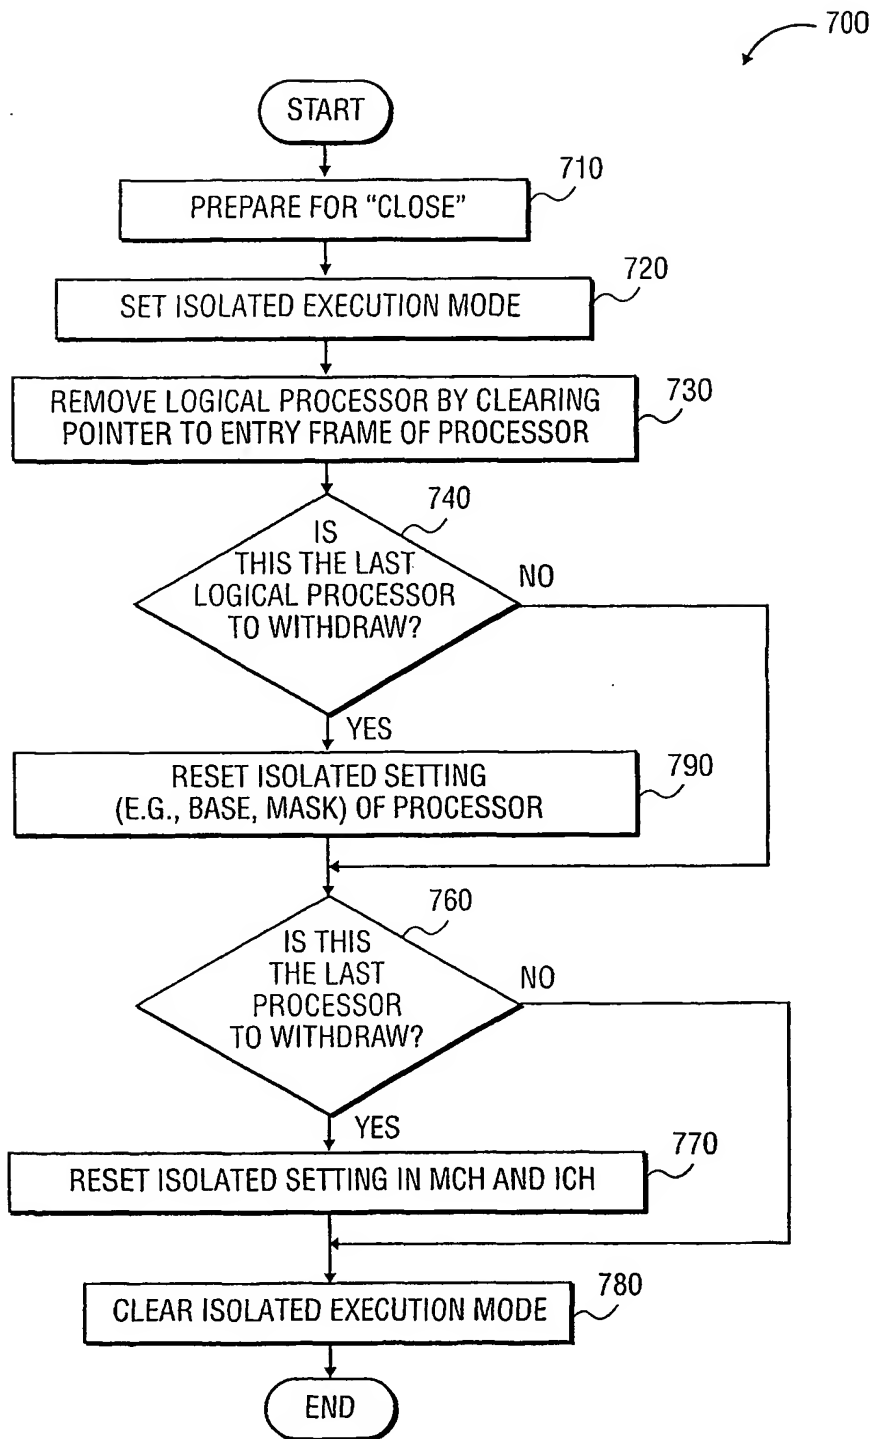 700
START
710
PREPARE FOR “CLOSE”
720
SET ISOLATED EXECUTION MODE
730
REMOVE LOGICAL PROCESSOR BY CLEARING
POINTER TO ENTRY FRAME OF PROCESSOR
740
IS
THIS THE LAST
LOGICAL PROCESSOR
TO WITHDRAW?
NO
YES
790
RESET ISOLATED SETTING
(E.G., BASE, MASK) OF PROCESSOR
760
IS THIS
THE LAST
PROCESSOR
TO WITHDRAW?
NO
YES
770
RESET ISOLATED SETTING IN MCH AND ICH
780
CLEAR ISOLATED EXECUTION MODE
END